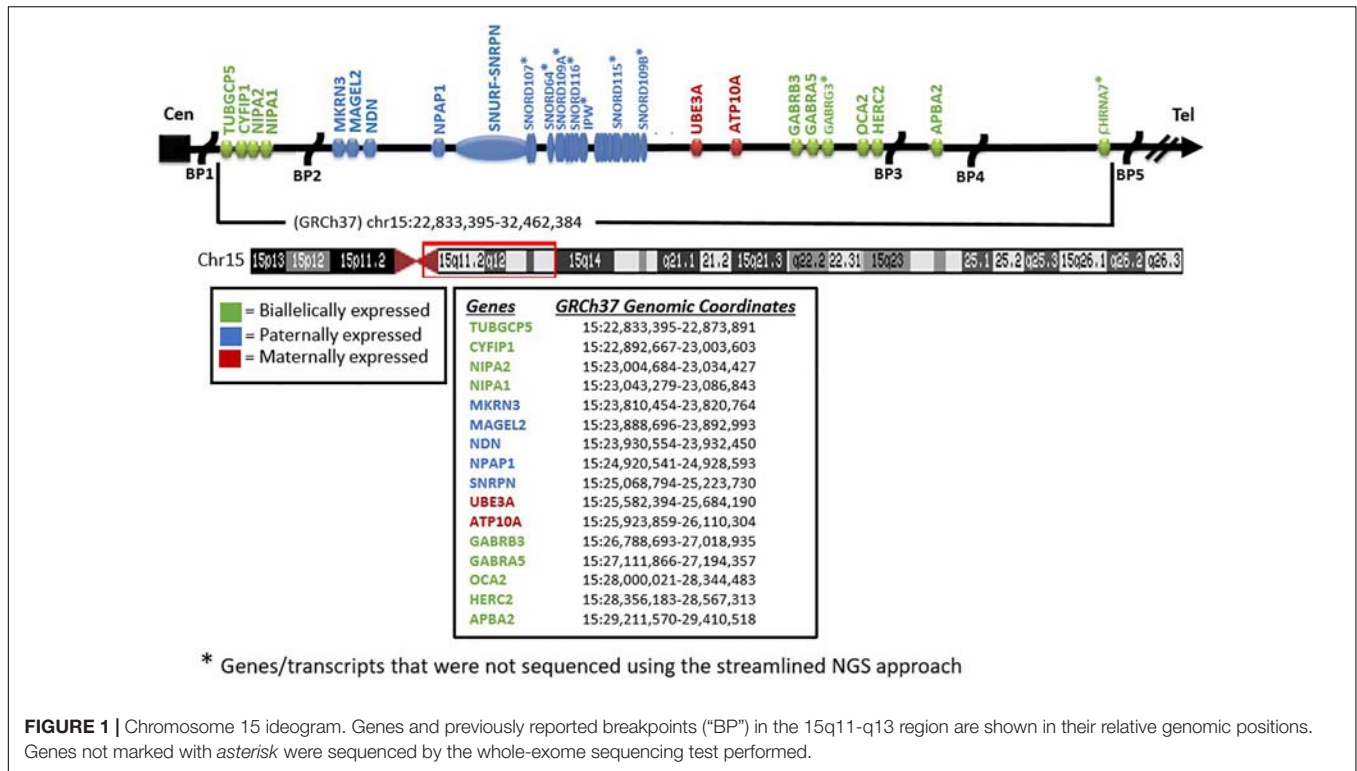 Cen
TUBGCP5
CYFIP1
NIPA2
NIPA1
MKRN3
MAGEL2
NDN
NPAP1
SNURF-SNRPN
SNORD107*
SNORD64*
SNORD109A*
SNORD116*
IPW*
SNORD115*
SNORD109B*
UBE3A
ATP10A
GABRB3
GABRA5
GABRG3*
OCA2
HERC2
APBA2
CHRNA7*
Tel
BP1
BP2
BP3
BP4
BP5
(GRCh37) chr15:22,833,395-32,462,384
Chr15 15p13 15p12 15p11.2 15q11.2 q12 15q14 q21.1 21.2 15q21.3 q22.2 22.31 15q23 25.1 25.2 q25.3 15q26.1 q26.2 q26.3
= Biallelically expressed
= Paternally expressed
= Maternally expressed
Genes GRCh37 Genomic Coordinates
TUBGCP5 15:22,833,395-22,873,891
CYFIP1 15:22,892,667-23,003,603
NIPA2 15:23,004,684-23,034,427
NIPA1 15:23,043,279-23,086,843
MKRN3 15:23,810,454-23,820,764
MAGEL2 15:23,888,696-23,892,993
NDN 15:23,930,554-23,932,450
NPAP1 15:24,920,541-24,928,593
SNRPN 15:25,068,794-25,223,730
UBE3A 15:25,582,394-25,684,190
ATP10A 15:25,923,859-26,110,304
GABRB3 15:26,788,693-27,018,935
GABRA5 15:27,111,866-27,194,357
OCA2 15:28,000,021-28,344,483
HERC2 15:28,356,183-28,567,313
APBA2 15:29,211,570-29,410,518
* Genes/transcripts that were not sequenced using the streamlined NGS approach
FIGURE 1 | Chromosome 15 ideogram. Genes and previously reported breakpoints (“BP”) in the 15q11-q13 region are shown in their relative genomic positions.
Genes not marked with asterisk were sequenced by the whole-exome sequencing test performed.